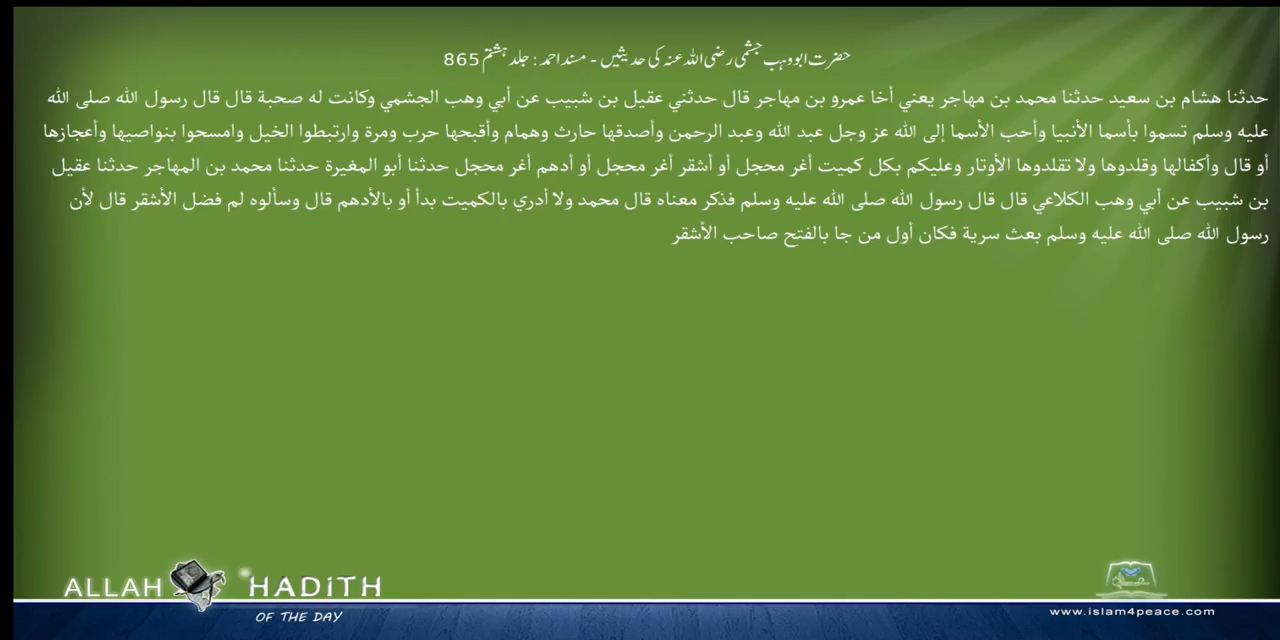 حضرت ابووہب جشمی رضی اللہ عنہ کی حدیثیں - مسند احمد : جلد ہشتم 865
حدثنا هشام بن سعيد حدثنا محمد بن مهاجر يعني أخا عمرو بن مهاجر قال حدثني عقيل بن شبيب عن أبي وهب الجشمي وكانت له صحبة قال قال رسول الله صلى الله
عليه وسلم تسموا بأسما الأنبيا وأحب الأسما إلى الله عز وجل عبد الله وعبد الرحمن وأصدقها حارث وهمام وأقبحها حرب ومرة وارتبطوا الخيل وامسحوا بنواصيها وأعجازها
أو قال وأكفالها وقلدوها ولا تقلدوها الأوتار وعليكم بكل كميت أغر محجل أو أشقر أغر محجل أو أدهم أغر محجل حدثنا أبو المغيرة حدثنا محمد بن المهاجر حدثنا عقيل
بن شبيب عن أبي وهب الكلاعي قال قال رسول الله صلى الله عليه وسلم فذكر معناه قال محمد ولا أدري بالكميت بدأ أو بالأدهم قال وسألوه لم فضل الأشقر قال لأن
رسول الله صلى الله عليه وسلم بعث سرية فكان أول من جا بالفتح صاحب الأشقر
ALLAH HADITH
OF THE DAY
www.islam4peace.com